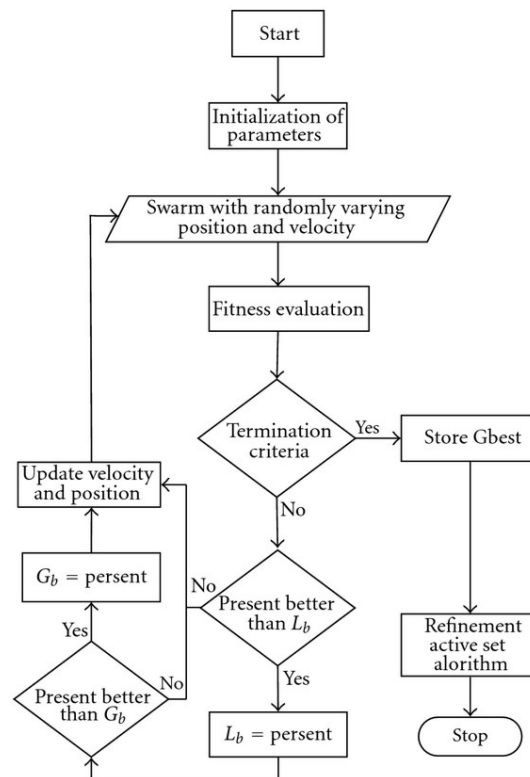 Start
Initialization of
parameters
Swarm with randomly varying
position and velocity
Fitness evaluation
Termination
criteria
Yes
Store Gbest
No
Update velocity
and position
G_b = persent
No
Present better
than L_b
Refinement
active set
alorithm
Yes
Present better
than G_b
No
Yes
L_b = persent
Stop